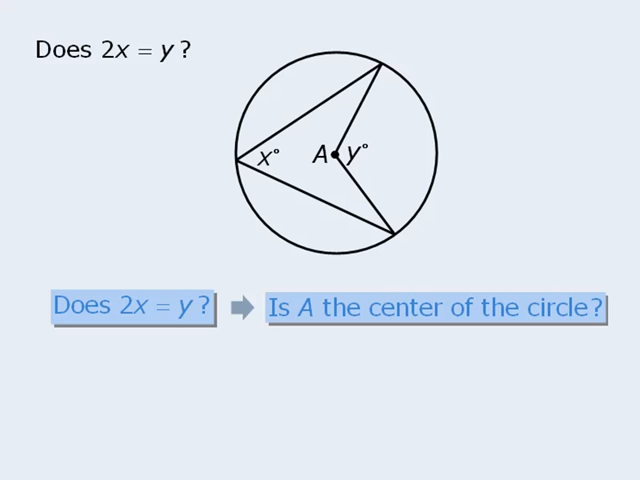 Does 2x = y ?
x° A y°
Does 2x = y ? Is A the center of the circle?